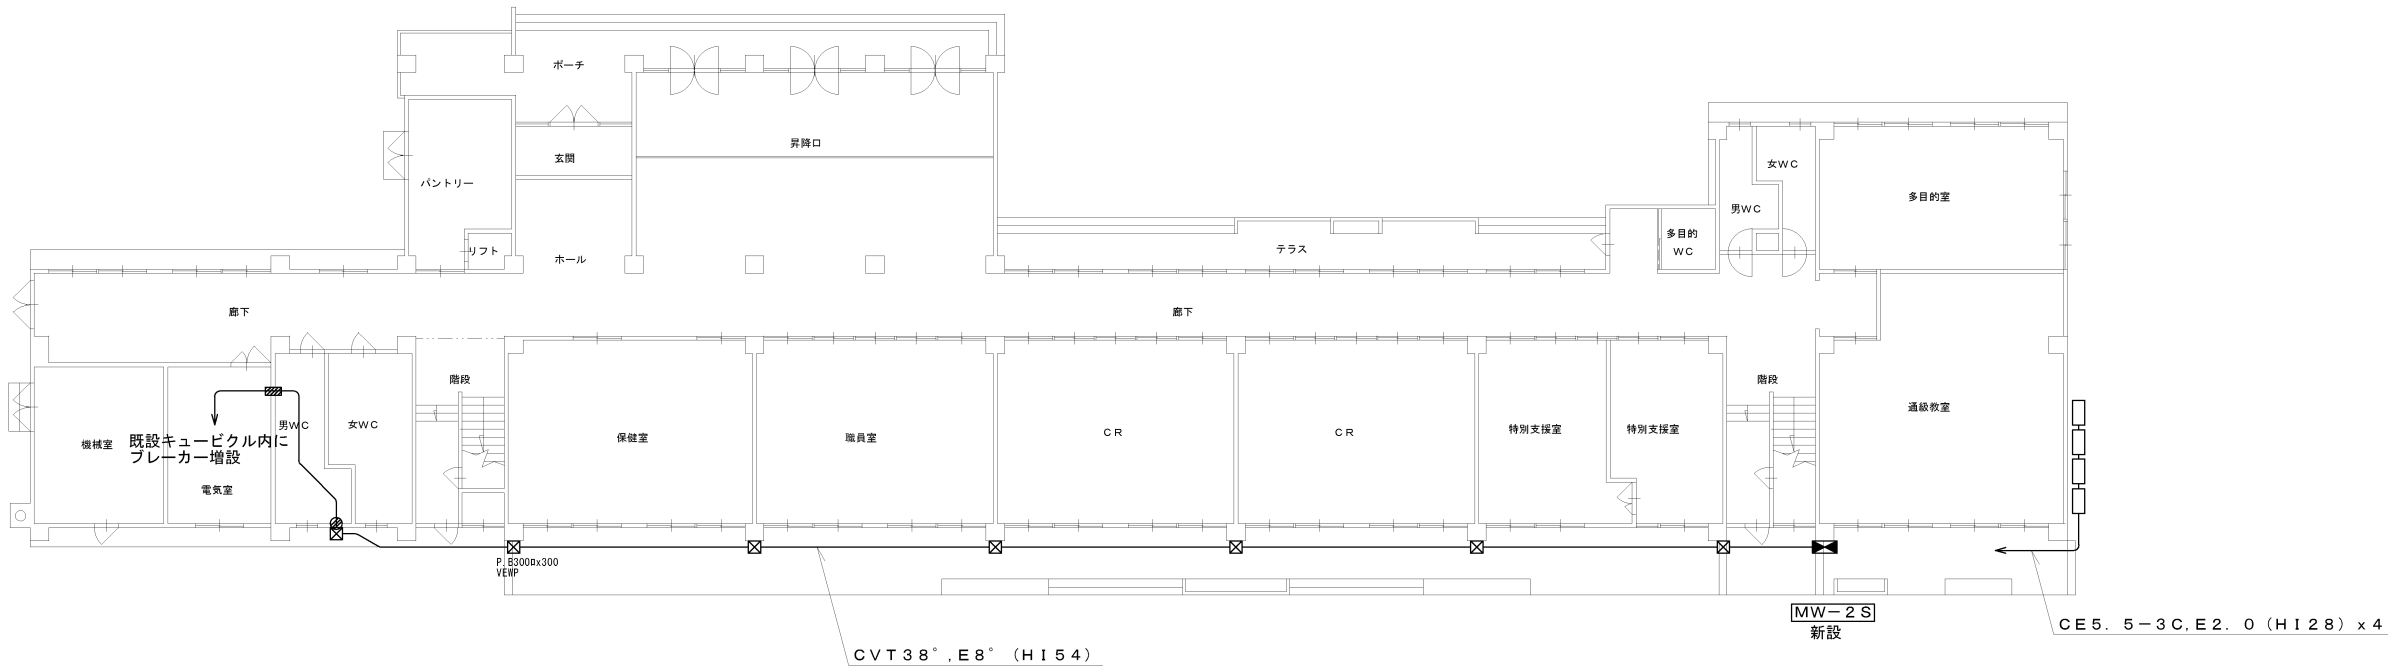 ポーチ
昇降口
玄関
女WC
パントリー
多目的室
男WC
多目的
WC
リフト
ホール
テラス
廊下
廊下
階段
階段
通級教室
男WC
女WC
特別支援室
特別支援室
CR
CR
保健室
職員室
機械室
既設キュービクル内に
ブレーカー増設
電気室
P.B300□x300
VEWP
MW－2S
新設
CE5.5－3C,E2.0(HI28)x4
CVT38°,E8°(HI54)